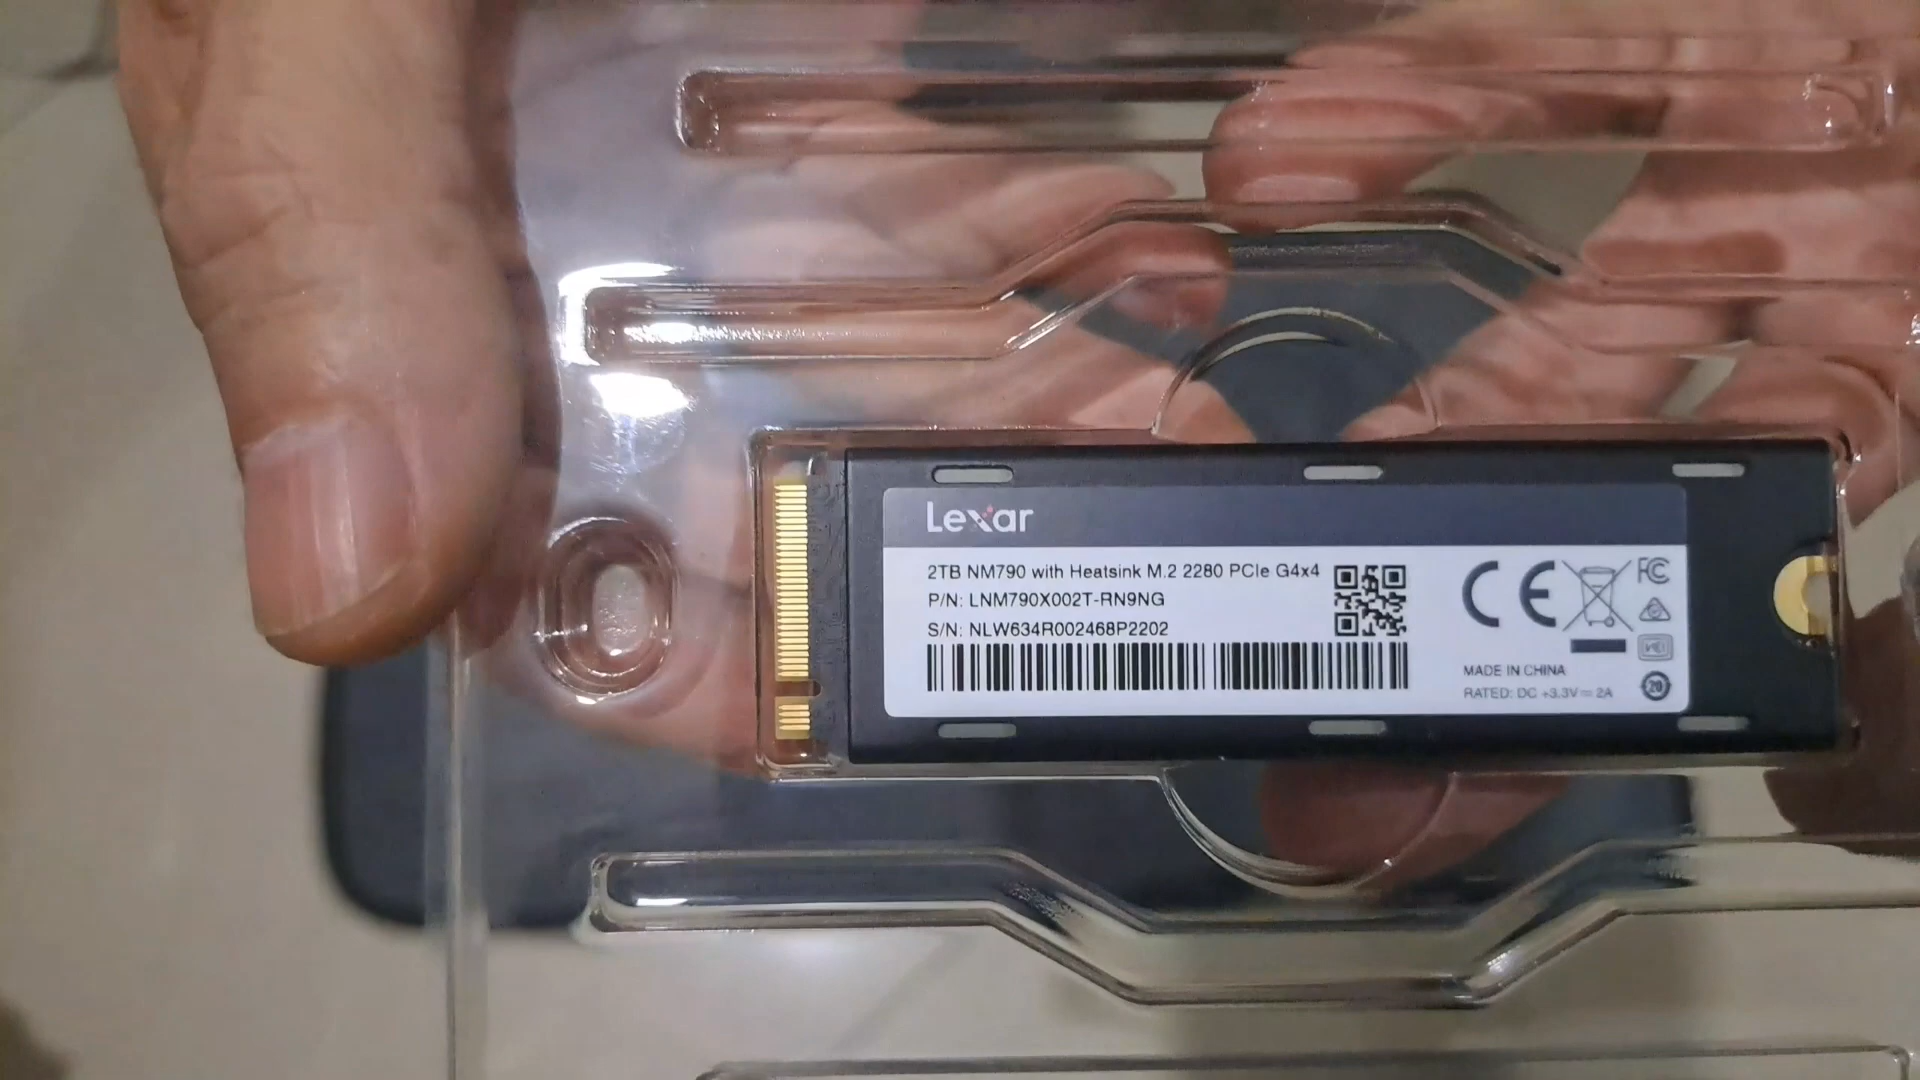 Lexar
2TB NM790 with Heatsink M.2 2280 PCIe G4x4
P/N: LNM790X002T-RN9NG
S/N: NLW634R002468P2202
CE
FC
MADE IN CHINA
RATED: DC +3.3V⎓2A
20